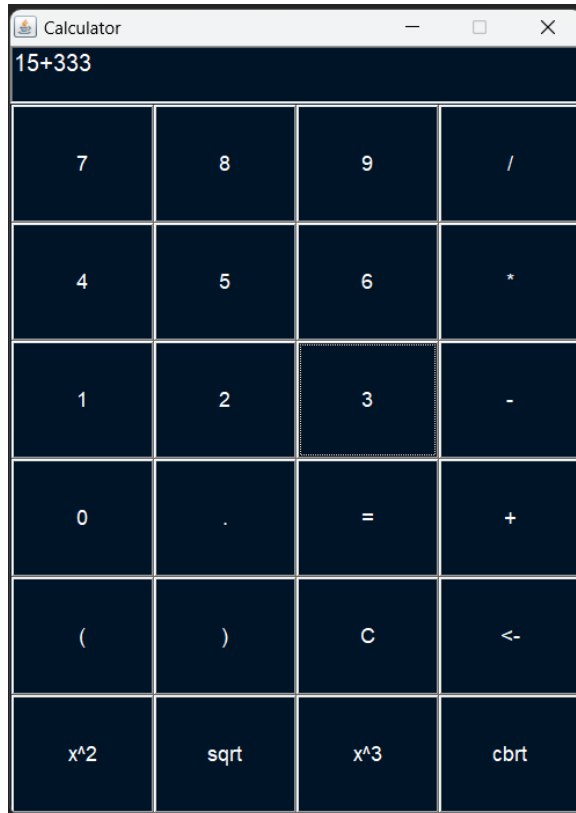 Calculator
15+333
7 8 9 /
4 5 6 *
1 2 3 -
0 . = +
( ) C <-
x^2 sqrt x^3 cbrt